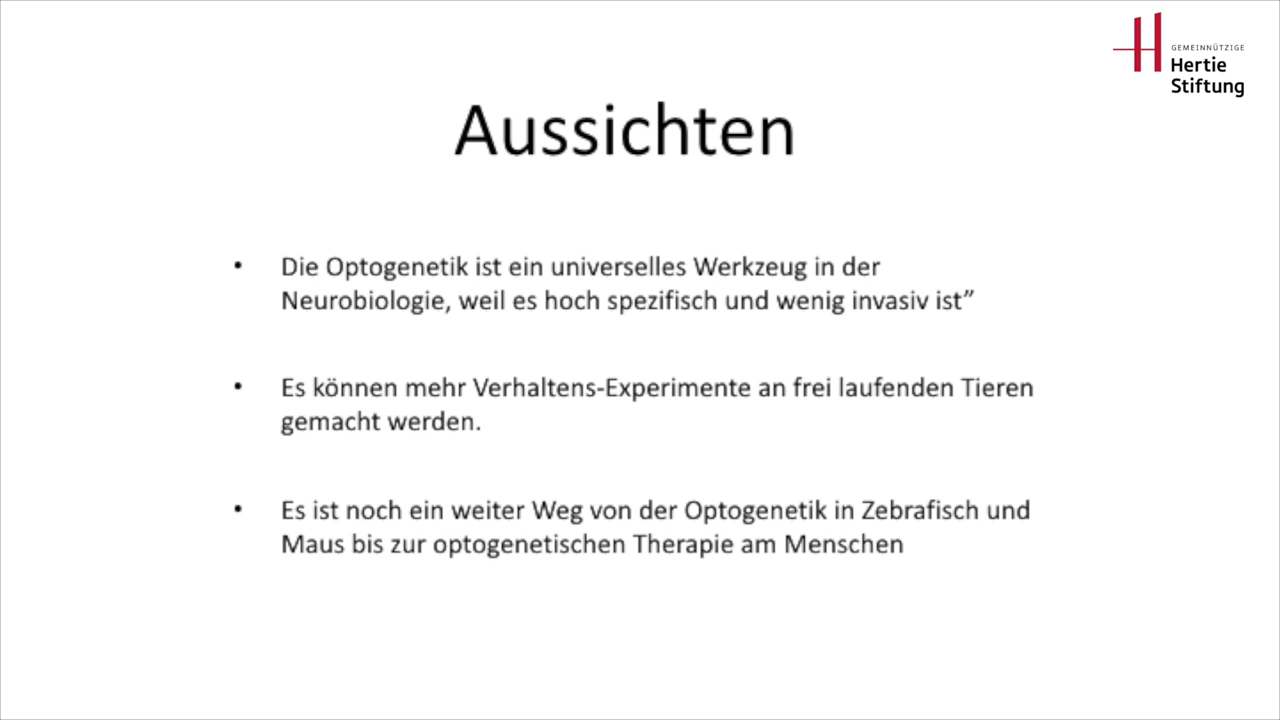 GEMEINNÜTZIGE
Hertie
Stiftung
Aussichten
• Die Optogenetik ist ein universelles Werkzeug in der
Neurobiologie, weil es hoch spezifisch und wenig invasiv ist”
• Es können mehr Verhaltens-Experimente an frei laufenden Tieren
gemacht werden.
• Es ist noch ein weiter Weg von der Optogenetik in Zebrafisch und
Maus bis zur optogenetischen Therapie am Menschen